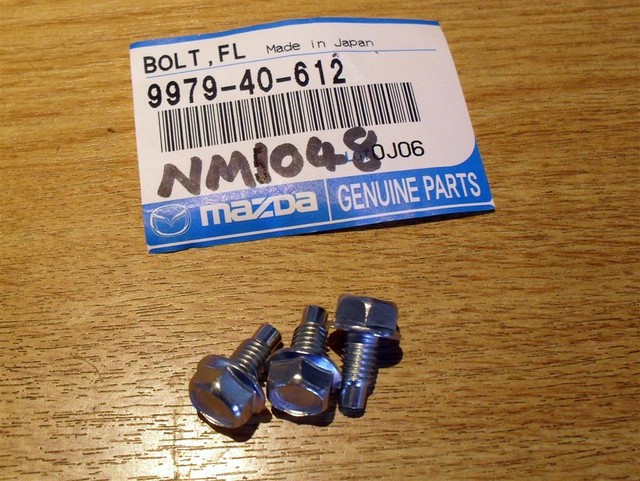 BOLT,FL Made in Japan
9979-40-612
NM1048 0J06
mazda GENUINE PARTS